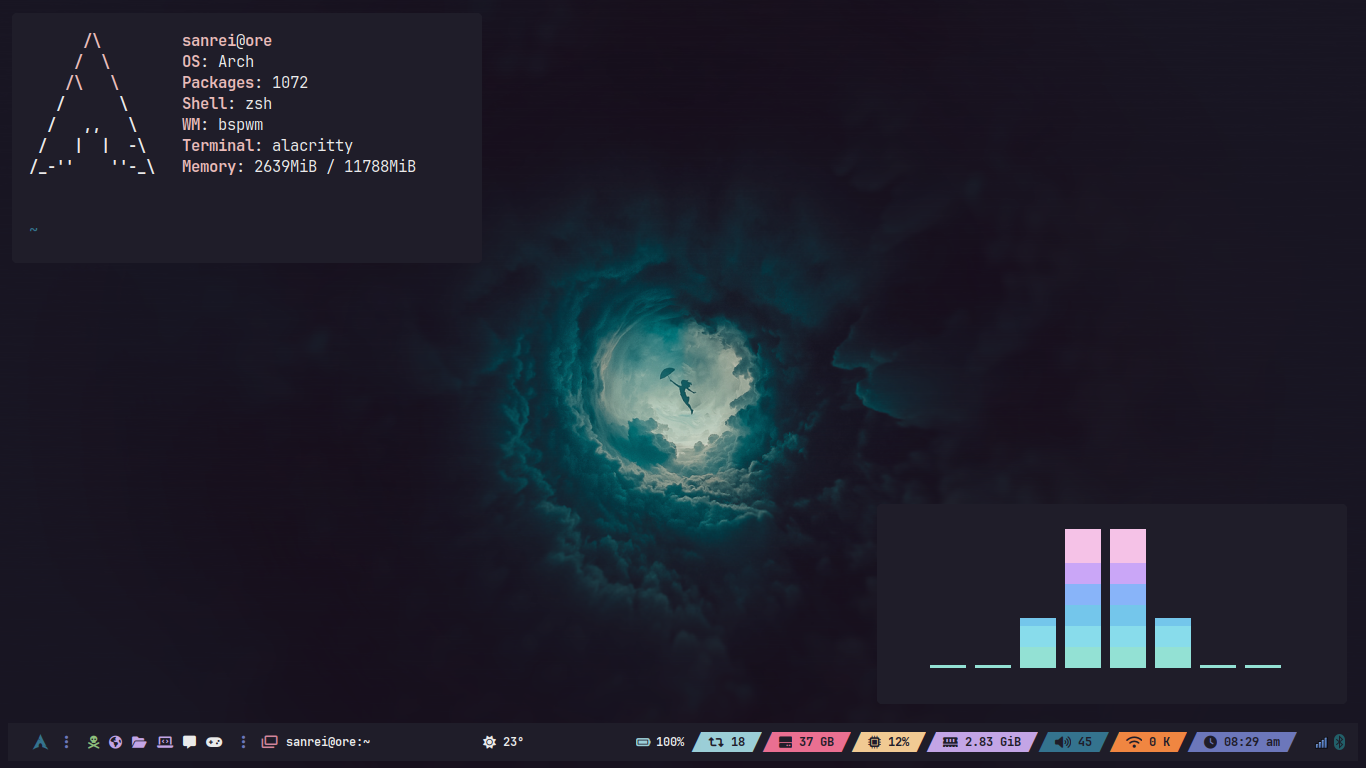 sanrei@ore
OS: Arch
Packages: 1072
Shell: zsh
WM: bspwm
Terminal: alacritty
Memory: 2639MiB / 11788MiB
~
sanrei@ore:~ 23° 100% 18 37 GB 12% 2.83 GiB 45 0 K 08:29 am